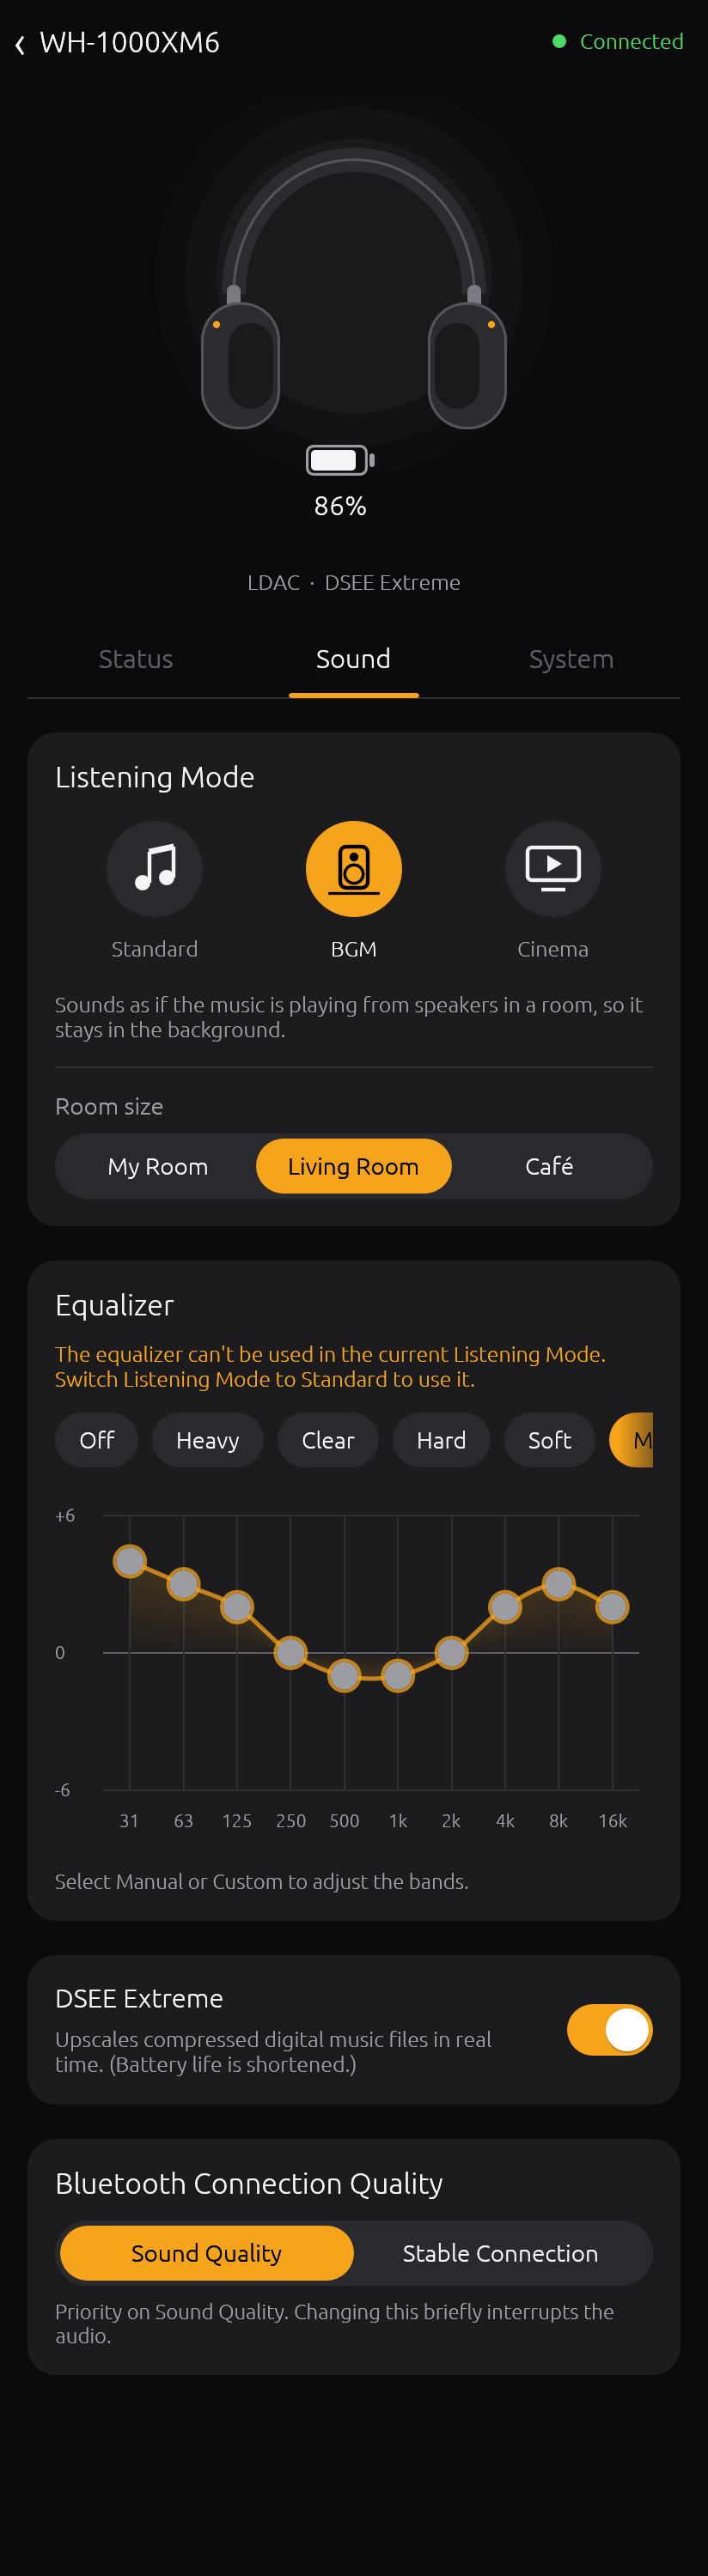 WH-1000XM6
Connected
86%
LDAC · DSEE Extreme
Status Sound System
Listening Mode
Standard BGM Cinema
Sounds as if the music is playing from speakers in a room, so it
stays in the background.
Room size
My Room Living Room Café
Equalizer
The equalizer can't be used in the current Listening Mode.
Switch Listening Mode to Standard to use it.
Off Heavy Clear Hard Soft M
+6
0
-6
31 63 125 250 500 1k 2k 4k 8k 16k
Select Manual or Custom to adjust the bands.
DSEE Extreme
Upscales compressed digital music files in real
time. (Battery life is shortened.)
Bluetooth Connection Quality
Sound Quality Stable Connection
Priority on Sound Quality. Changing this briefly interrupts the
audio.